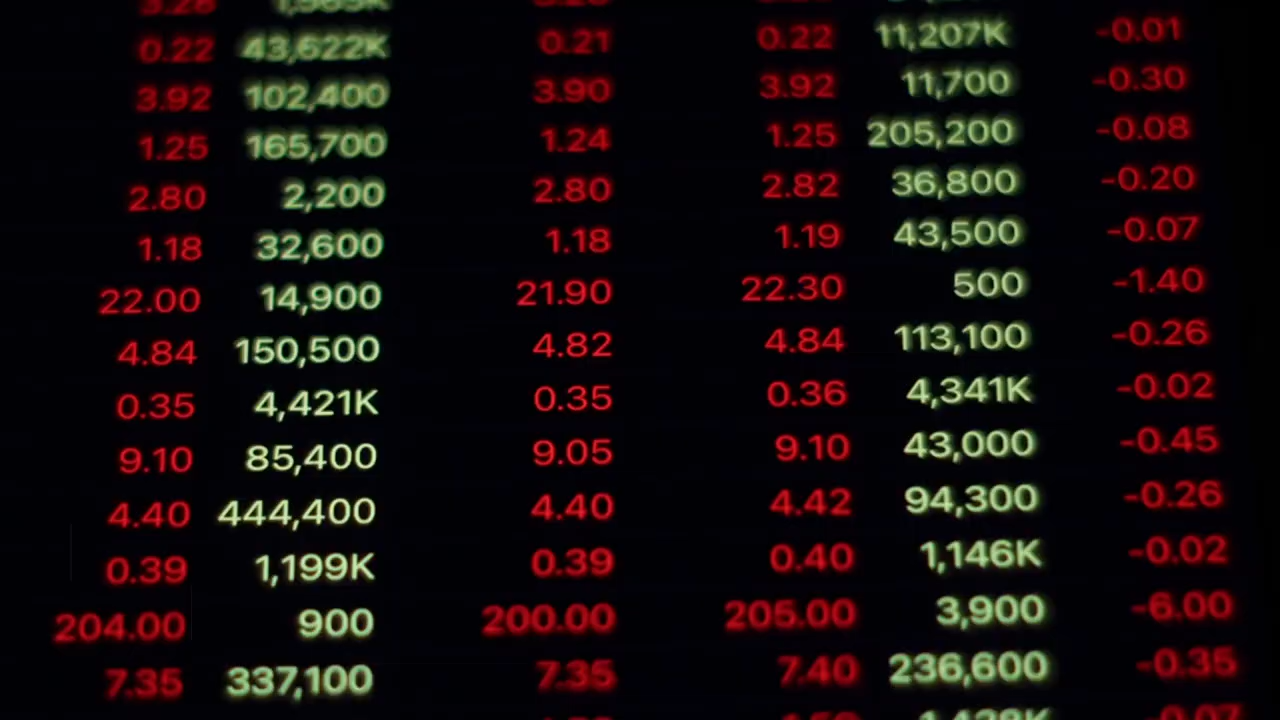 3.28 1,565K
0.22 43,622K 0.21 0.22 11,207K -0.01
3.92 102,400 3.90 3.92 11,700 -0.30
1.25 165,700 1.24 1.25 205,200 -0.08
2.80 2,200 2.80 2.82 36,800 -0.20
1.18 32,600 1.18 1.19 43,500 -0.07
22.00 14,900 21.90 22.30 500 -1.40
4.84 150,500 4.82 4.84 113,100 -0.26
0.35 4,421K 0.35 0.36 4,341K -0.02
9.10 85,400 9.05 9.10 43,000 -0.45
4.40 444,400 4.40 4.42 94,300 -0.26
0.39 1,199K 0.39 0.40 1,146K -0.02
204.00 900 200.00 205.00 3,900 -6.00
7.35 337,100 7.35 7.40 236,600 -0.35